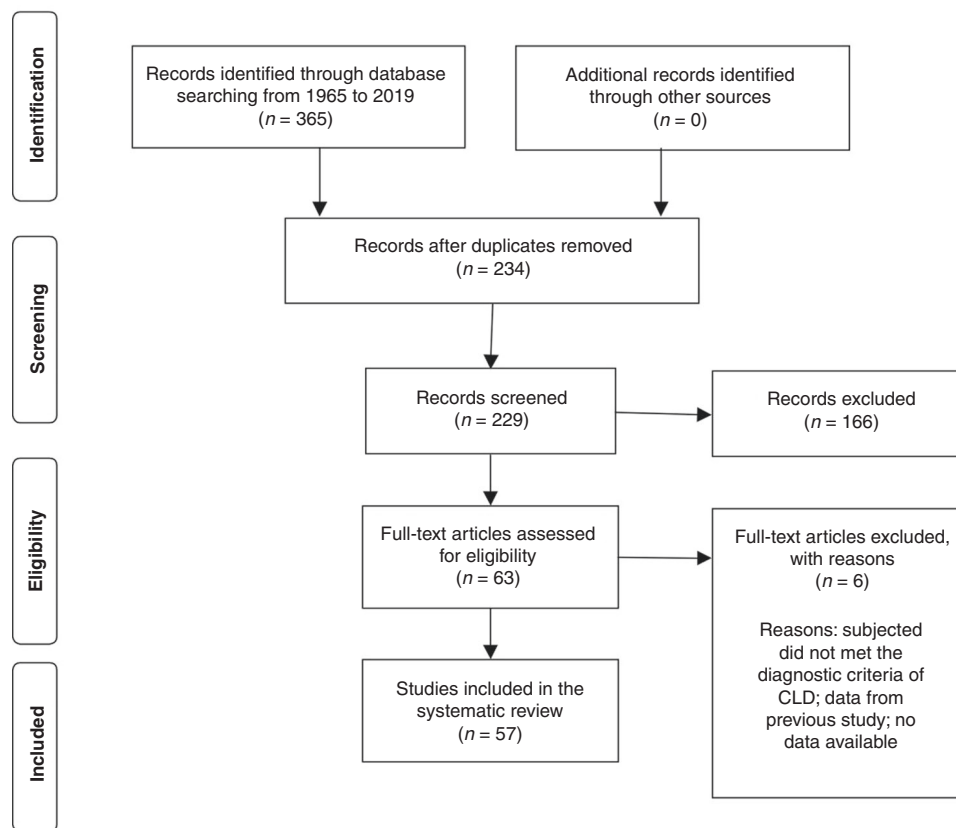 Identification
Records identified through database
searching from 1965 to 2019
(n = 365)
Additional records identified
through other sources
(n = 0)
Screening
Records after duplicates removed
(n = 234)
Records screened
(n = 229)
Records excluded
(n = 166)
Eligibility
Full-text articles assessed
for eligibility
(n = 63)
Full-text articles excluded,
with reasons
(n = 6)
Reasons: subjected
did not met the
diagnostic criteria of
CLD; data from
previous study; no
data available
Included
Studies included in the
systematic review
(n = 57)